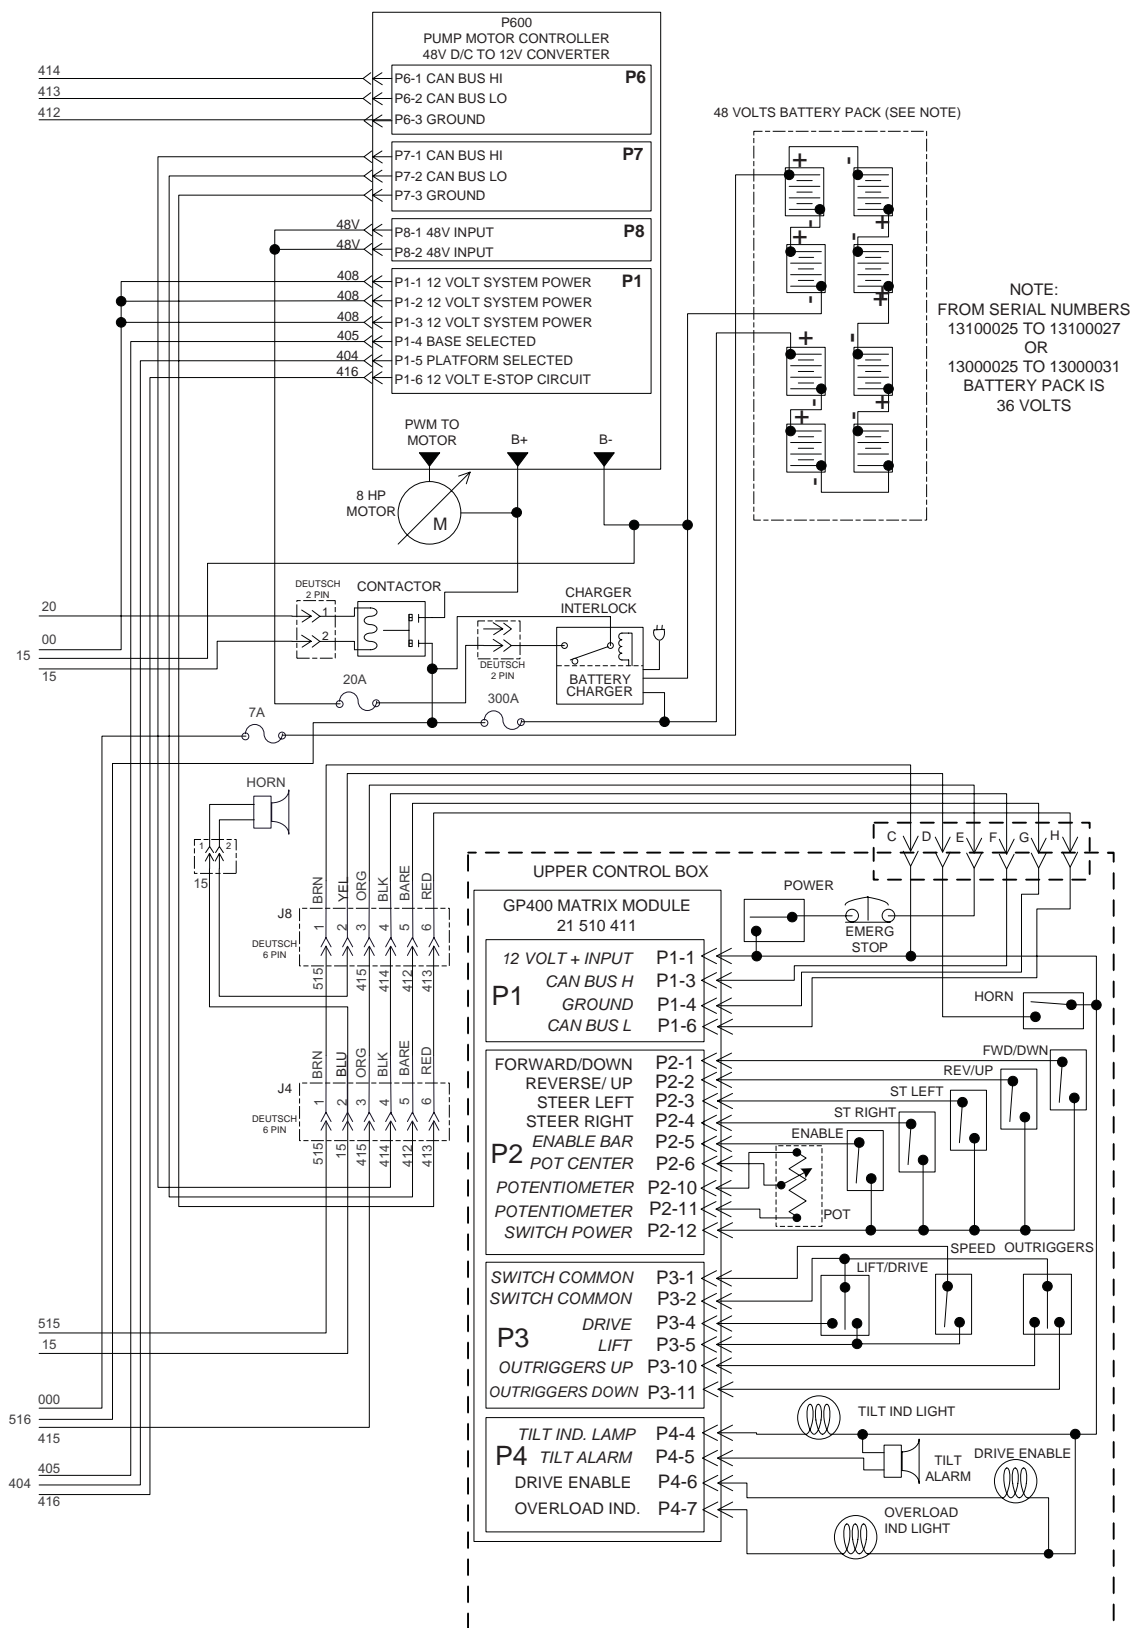 P600
PUMP MOTOR CONTROLLER
48V D/C TO 12V CONVERTER
414
P6-1 CAN BUS HI
P6
413
P6-2 CAN BUS LO
412
P6-3 GROUND
P7-1 CAN BUS HI
P7
P7-2 CAN BUS LO
P7-3 GROUND
48V
P8-1 48V INPUT
P8
48V
P8-2 48V INPUT
408
P1-1 12 VOLT SYSTEM POWER
P1
408
P1-2 12 VOLT SYSTEM POWER
408
P1-3 12 VOLT SYSTEM POWER
405
P1-4 BASE SELECTED
404
P1-5 PLATFORM SELECTED
416
P1-6 12 VOLT E-STOP CIRCUIT
PWM TO
MOTOR
B+
B-
8 HP
MOTOR
M
48 VOLTS BATTERY PACK (SEE NOTE)
+
-
-
+
+
-
-
+
+
-
-
+
+
-
-
NOTE:
FROM SERIAL NUMBERS
13100025 TO 13100027
OR
13000025 TO 13000031
BATTERY PACK IS
36 VOLTS
DEUTSCH
2 PIN
1
2
CONTACTOR
CHARGER
INTERLOCK
DEUTSCH
2 PIN
BATTERY
CHARGER
20
00
15
15
20A
300A
7A
HORN
1
2
15
BRN
YEL
ORG
BLK
BARE
RED
J8
DEUTSCH
6 PIN
1
2
3
4
5
6
515
415
414
412
413
BRN
BLU
ORG
BLK
BARE
RED
J4
DEUTSCH
6 PIN
1
2
3
4
5
6
515
15
415
414
412
413
515
15
000
516
415
405
404
416
C
D
E
F
G
H
UPPER CONTROL BOX
POWER
EMERG
STOP
GP400 MATRIX MODULE
21 510 411
P1
12 VOLT + INPUT P1-1
CAN BUS H P1-3
GROUND P1-4
CAN BUS L P1-6
HORN
P2
FORWARD/DOWN P2-1
REVERSE/ UP P2-2
STEER LEFT P2-3
STEER RIGHT P2-4
ENABLE BAR P2-5
POT CENTER P2-6
POTENTIOMETER P2-10
POTENTIOMETER P2-11
SWITCH POWER P2-12
FWD/DWN
REV/UP
ST LEFT
ST RIGHT
ENABLE
POT
P3
SWITCH COMMON P3-1
SWITCH COMMON P3-2
DRIVE P3-4
LIFT P3-5
OUTRIGGERS UP P3-10
OUTRIGGERS DOWN P3-11
LIFT/DRIVE
SPEED
OUTRIGGERS
P4
TILT IND. LAMP P4-4
TILT ALARM P4-5
DRIVE ENABLE P4-6
OVERLOAD IND. P4-7
TILT IND LIGHT
TILT
ALARM
DRIVE ENABLE
OVERLOAD
IND LIGHT